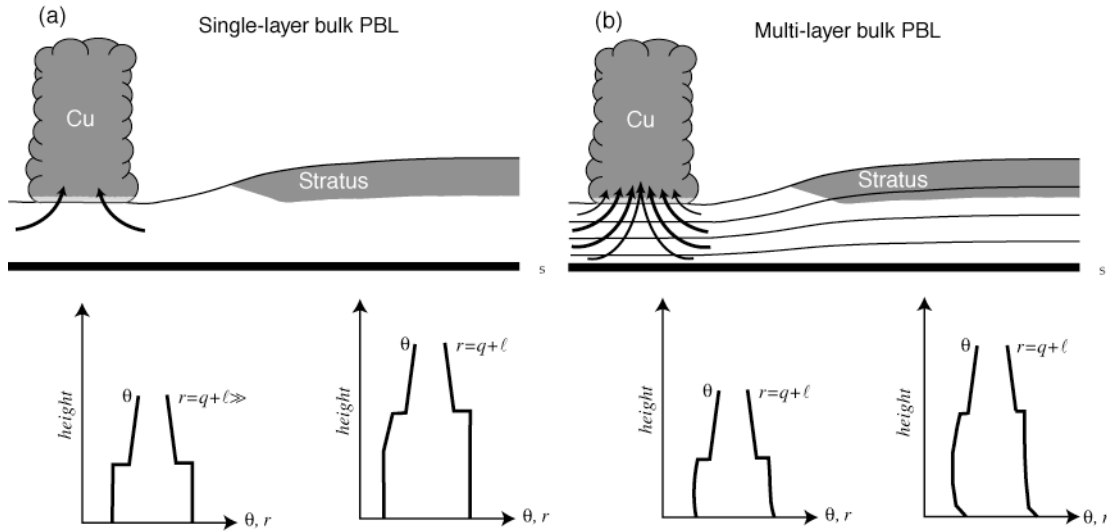 (a)
Single-layer bulk PBL
Cu
Stratus
s
height
θ
r=q+ℓ≫
height
θ
r=q+ℓ
θ, r
(b)
Multi-layer bulk PBL
Cu
Stratus
s
height
θ
r=q+ℓ
height
θ
r=q+ℓ
θ, r